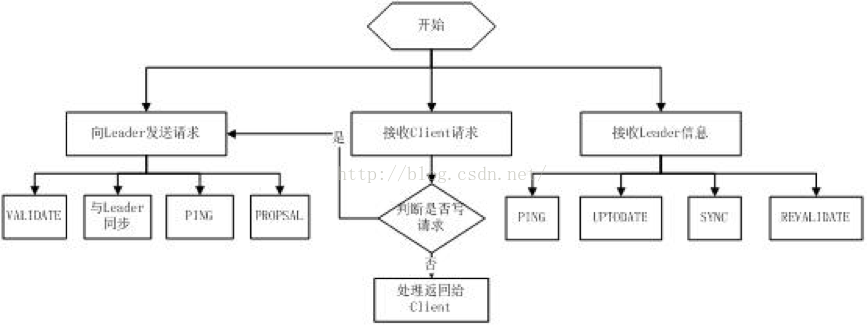 开始
向Leader发送请求
接收Client请求
接收Leader信息
是
http://blog.csdn.net/
VALIDATE
与Leader
同步
PING
PROPSAL
判断是否写
请求
PING
UPTODATE
SYNC
REVALIDATE
否
处理返回给
Client